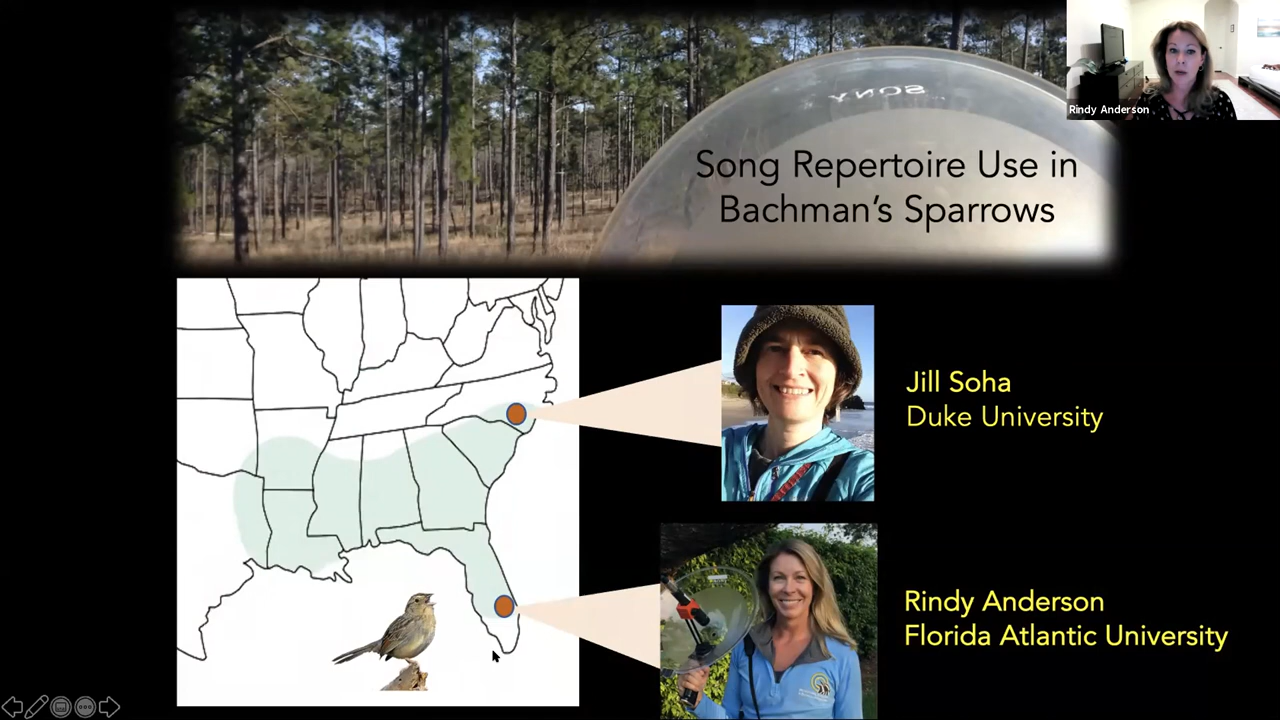 SONY
Rindy Anderson
Song Repertoire Use in
Bachman's Sparrows
Jill Soha
Duke University
Rindy Anderson
Florida Atlantic University